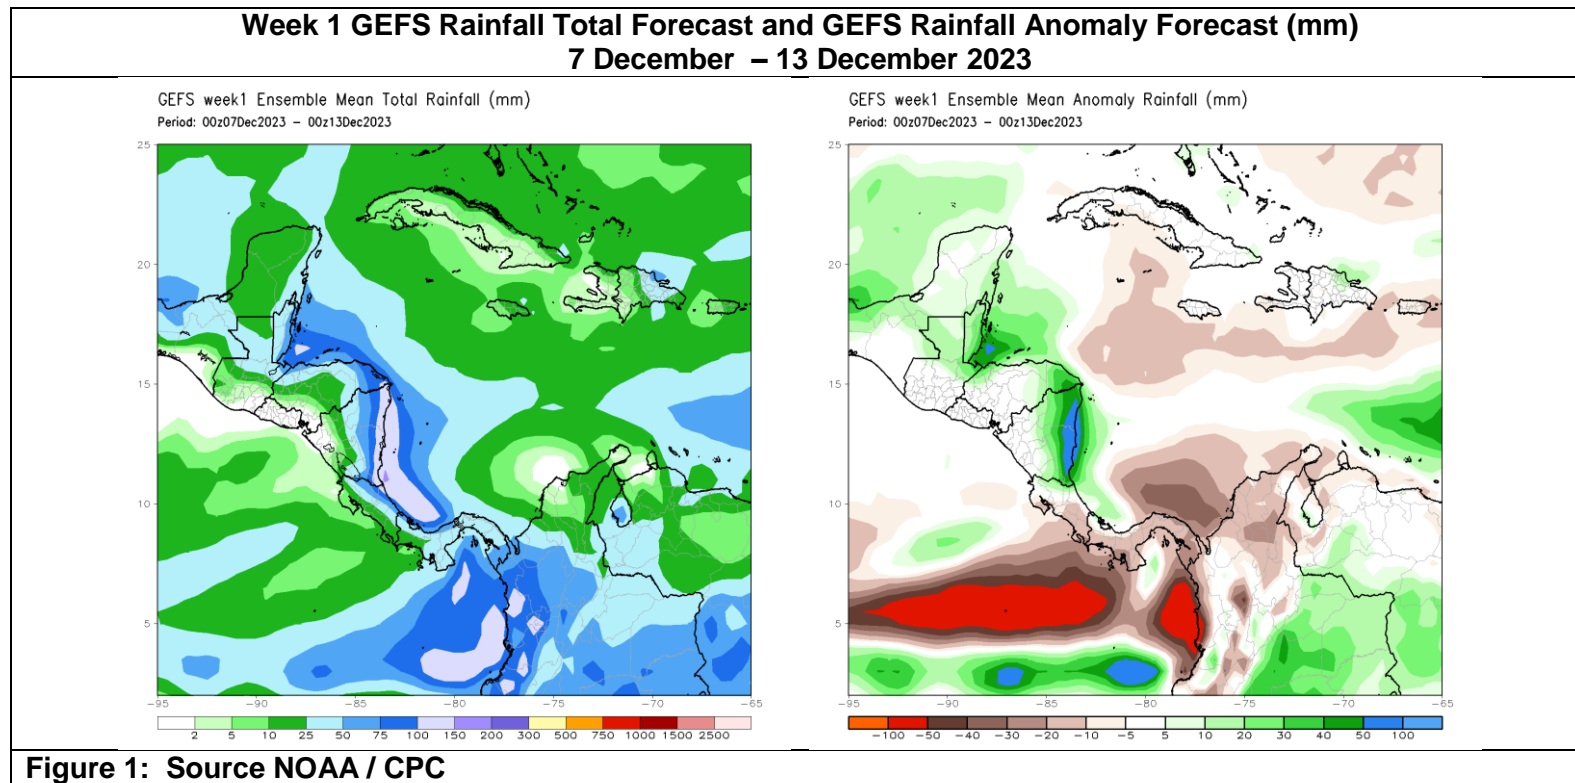 Week 1 GEFS Rainfall Total Forecast and GEFS Rainfall Anomaly Forecast (mm)
7 December – 13 December 2023
GEFS week1 Ensemble Mean Total Rainfall (mm)
Period: 00z07Dec2023 – 00z13Dec2023
25
20
15
10
5
−95 −90 −85 −80 −75 −70 −65
2 5 10 25 50 75 100 150 200 300 500 750 1000 1500 2500
GEFS week1 Ensemble Mean Anomaly Rainfall (mm)
Period: 00z07Dec2023 – 00z13Dec2023
25
20
15
10
5
−95 −90 −85 −80 −75 −70 −65
−100 −50 −40 −30 −20 −10 −5 5 10 20 30 40 50 100
Figure 1: Source NOAA / CPC